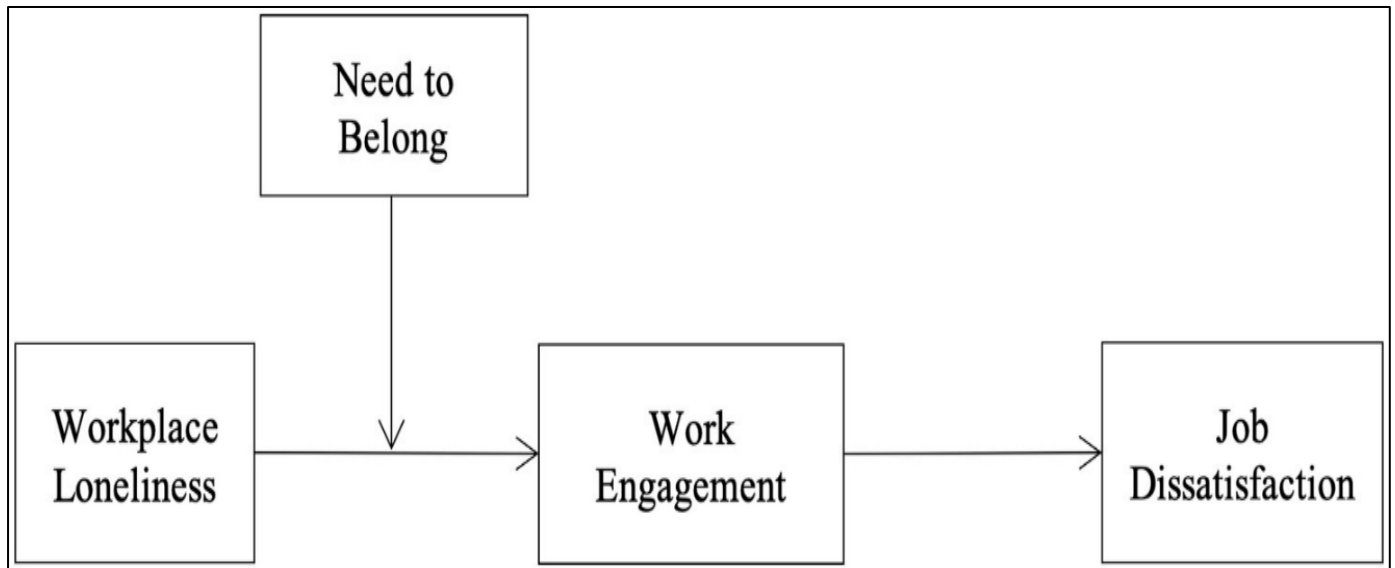 Need to
Belong
Workplace
Loneliness
Work
Engagement
Job
Dissatisfaction